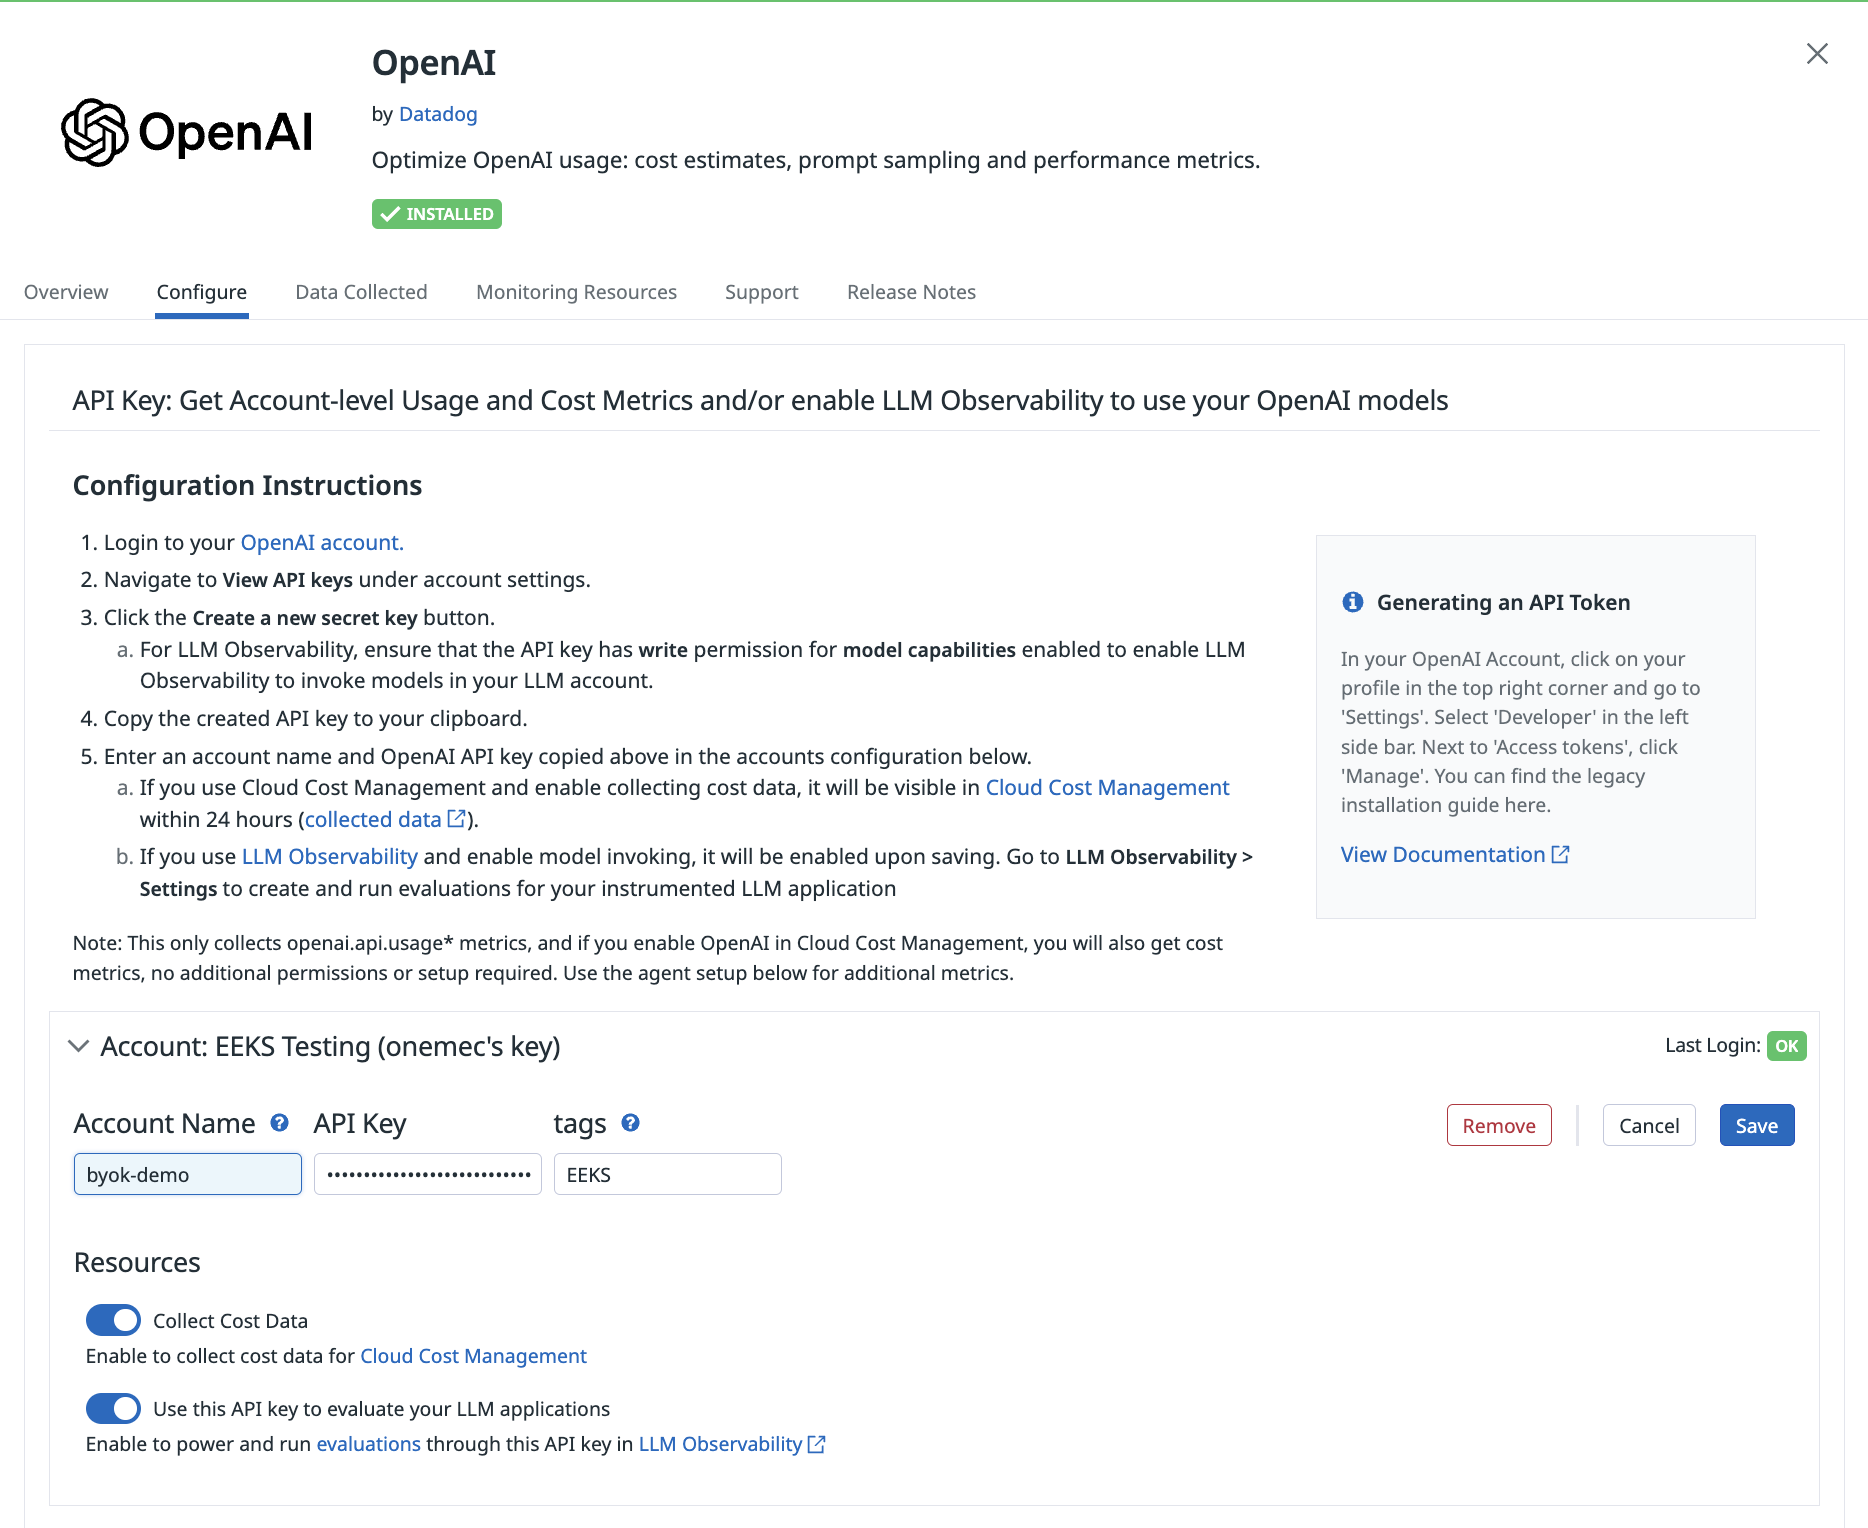 OpenAI
OpenAI
by Datadog
Optimize OpenAI usage: cost estimates, prompt sampling and performance metrics.
INSTALLED
Overview Configure Data Collected Monitoring Resources Support Release Notes
API Key: Get Account-level Usage and Cost Metrics and/or enable LLM Observability to use your OpenAI models
Configuration Instructions
1. Login to your OpenAI account.
2. Navigate to View API keys under account settings.
3. Click the Create a new secret key button.
a. For LLM Observability, ensure that the API key has write permission for model capabilities enabled to enable LLM
Observability to invoke models in your LLM account.
4. Copy the created API key to your clipboard.
5. Enter an account name and OpenAI API key copied above in the accounts configuration below.
a. If you use Cloud Cost Management and enable collecting cost data, it will be visible in Cloud Cost Management
within 24 hours (collected data).
b. If you use LLM Observability and enable model invoking, it will be enabled upon saving. Go to LLM Observability >
Settings to create and run evaluations for your instrumented LLM application
Note: This only collects openai.api.usage* metrics, and if you enable OpenAI in Cloud Cost Management, you will also get cost
metrics, no additional permissions or setup required. Use the agent setup below for additional metrics.
Generating an API Token
In your OpenAI Account, click on your
profile in the top right corner and go to
'Settings'. Select 'Developer' in the left
side bar. Next to 'Access tokens', click
'Manage'. You can find the legacy
installation guide here.
View Documentation
Account: EEKS Testing (onemec's key)
Last Login: OK
Account Name API Key tags
Remove Cancel Save
byok-demo •••••••••••••••••••••••••••• EEKS
Resources
Collect Cost Data
Enable to collect cost data for Cloud Cost Management
Use this API key to evaluate your LLM applications
Enable to power and run evaluations through this API key in LLM Observability